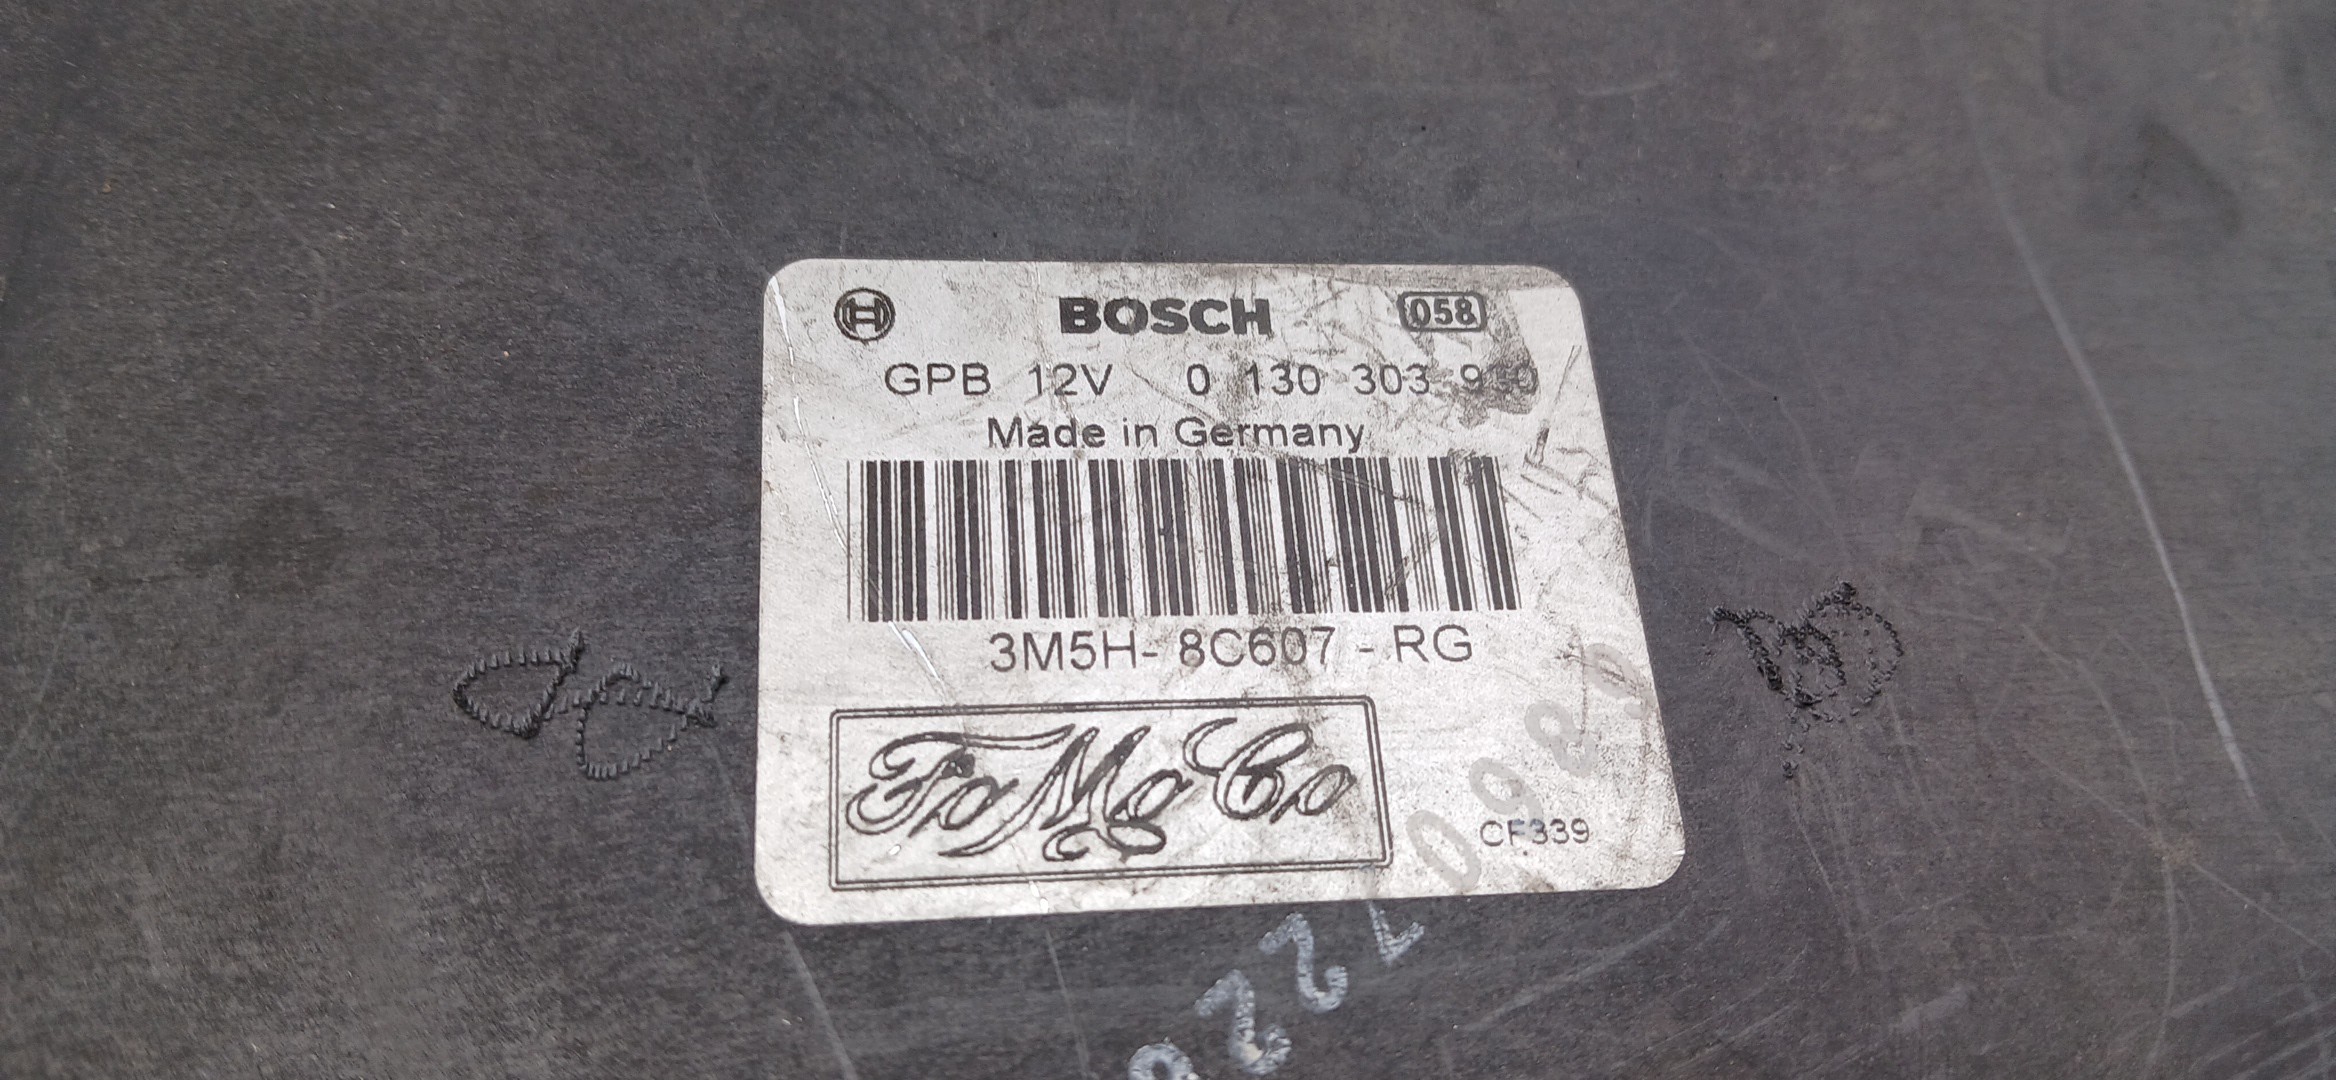 BOSCH 058
GPB 12V 0 130 303
Made in Germany
3M5H- 8C607 - RG
FoMoCo
CF339